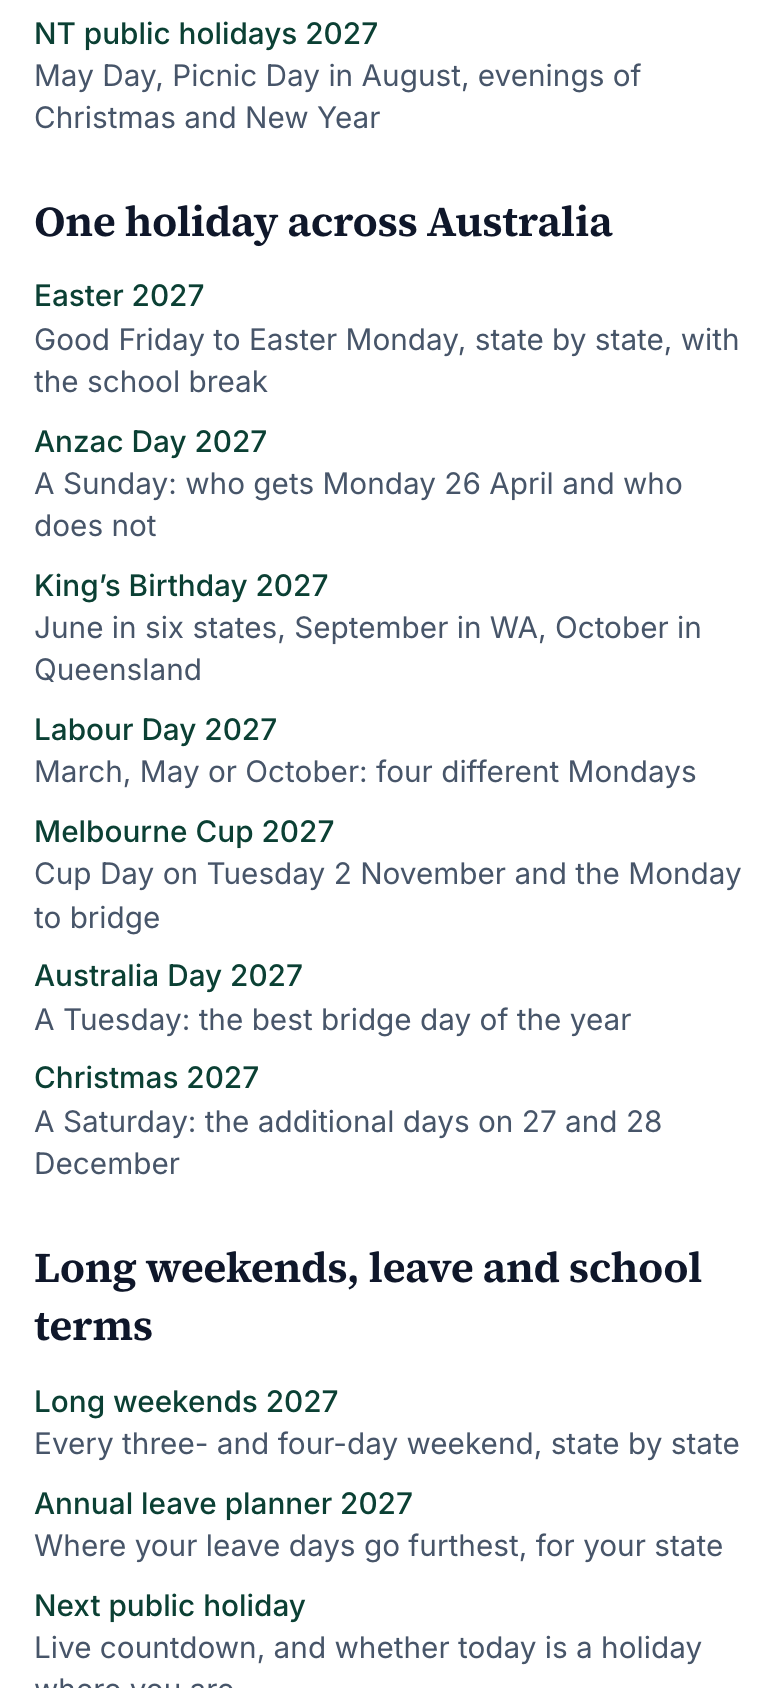 NT public holidays 2027
May Day, Picnic Day in August, evenings of
Christmas and New Year
One holiday across Australia
Easter 2027
Good Friday to Easter Monday, state by state, with
the school break
Anzac Day 2027
A Sunday: who gets Monday 26 April and who
does not
King’s Birthday 2027
June in six states, September in WA, October in
Queensland
Labour Day 2027
March, May or October: four different Mondays
Melbourne Cup 2027
Cup Day on Tuesday 2 November and the Monday
to bridge
Australia Day 2027
A Tuesday: the best bridge day of the year
Christmas 2027
A Saturday: the additional days on 27 and 28
December
Long weekends, leave and school
terms
Long weekends 2027
Every three- and four-day weekend, state by state
Annual leave planner 2027
Where your leave days go furthest, for your state
Next public holiday
Live countdown, and whether today is a holiday
where you are